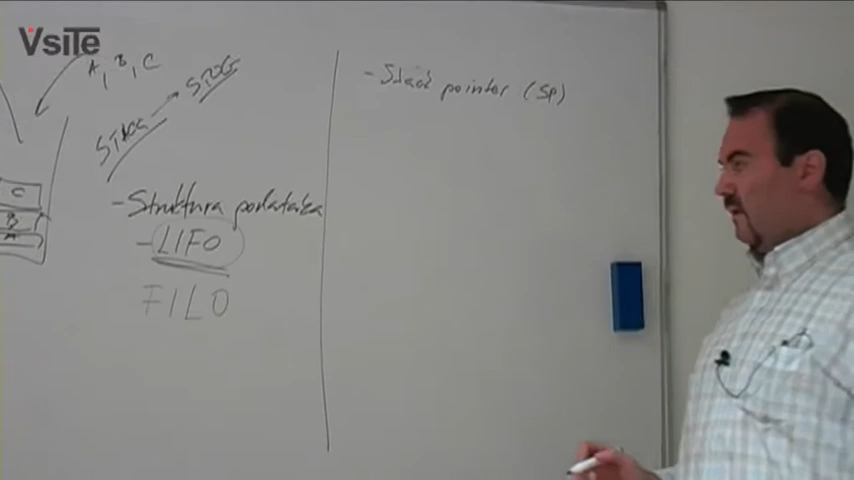 VsiTe
A, B, C
STOG
STACK
C
B
A
- Struktura podataka
- LIFO
FILO
- Stack pointer (SP)